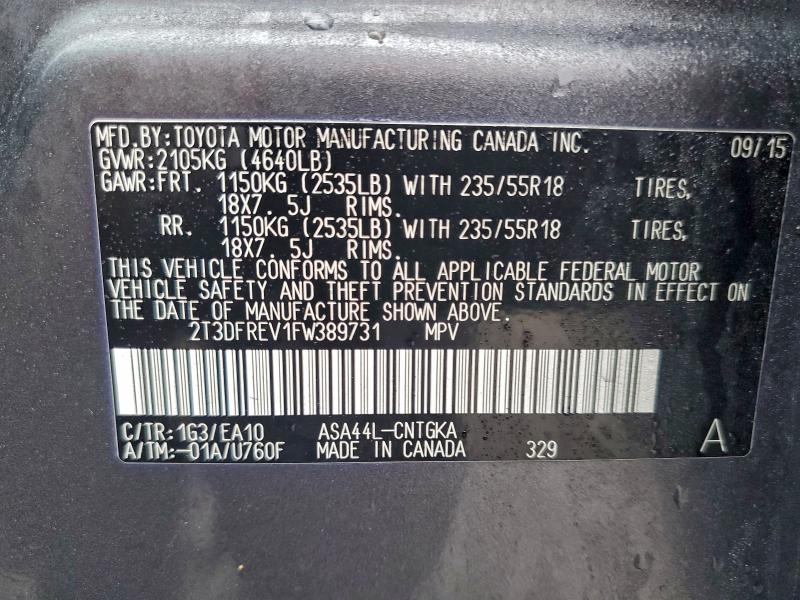 MFD.BY:TOYOTA MOTOR MANUFACTURING CANADA INC. 09/15
GVWR:2105KG (4640LB)
GAWR:FRT. 1150KG (2535LB) WITH 235/55R18 TIRES,
18X7. 5J RIMS.
RR. 1150KG (2535LB) WITH 235/55R18 TIRES,
18X7. 5J RIMS.
THIS VEHICLE CONFORMS TO ALL APPLICABLE FEDERAL MOTOR
VEHICLE SAFETY AND THEFT PREVENTION STANDARDS IN EFFECT ON
THE DATE OF MANUFACTURE SHOWN ABOVE.
2T3DFREV1FW389731 MPV
C/TR:1G3/EA10 ASA44L-CNTGKA
A/TM:-01A/U760F MADE IN CANADA 329 A